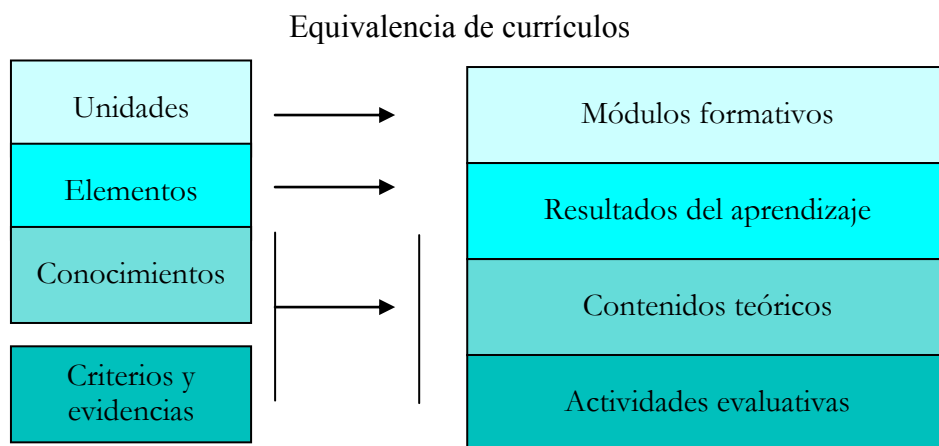 Equivalencia de currículos
Unidades
Elementos
Conocimientos
Criterios y
evidencias
Módulos formativos
Resultados del aprendizaje
Contenidos teóricos
Actividades evaluativas